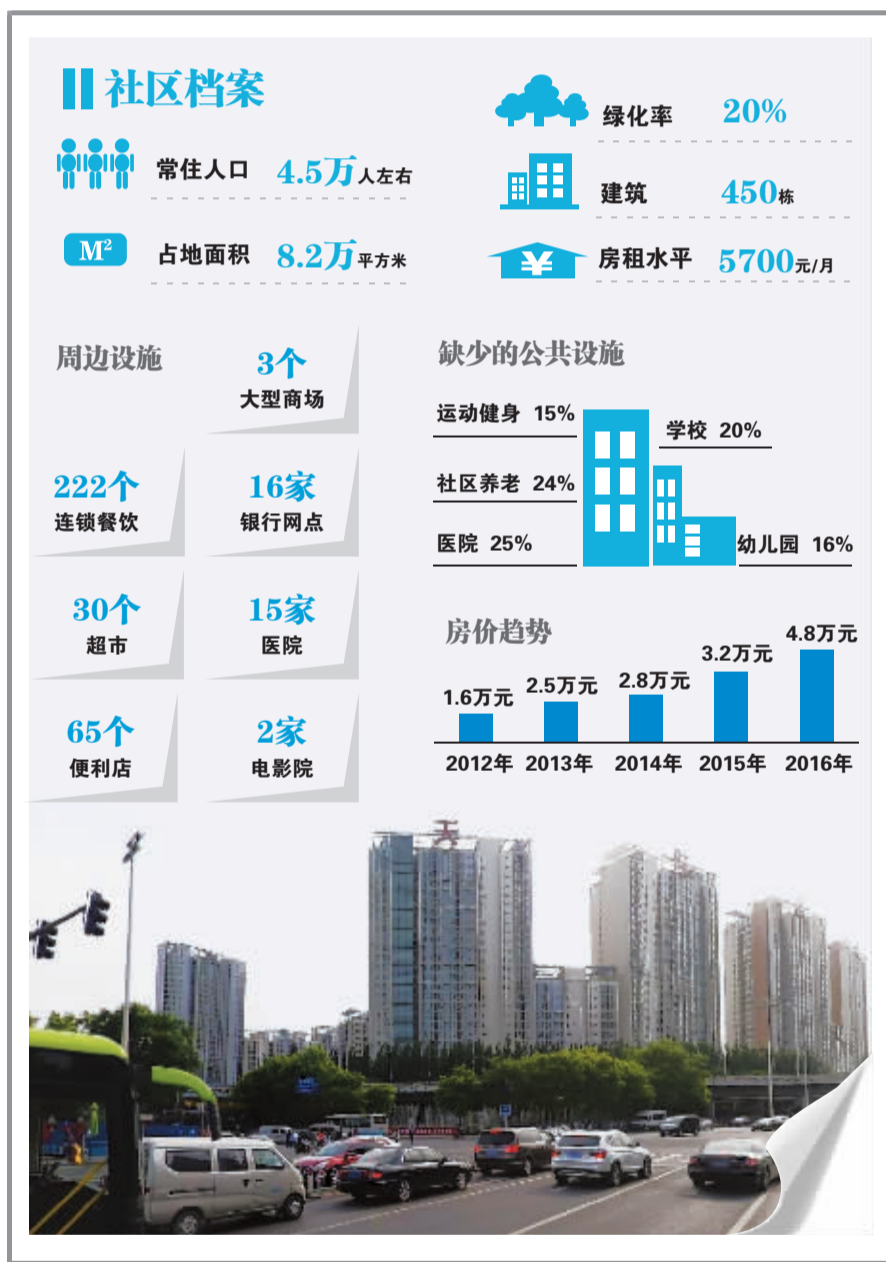 社区档案
常住人口 4.5万人左右
M² 占地面积 8.2万平方米
绿化率 20%
建筑 450栋
¥ 房租水平 5700元/月
周边设施
3个
大型商场
222个
连锁餐饮
16家
银行网点
30个
超市
15家
医院
65个
便利店
2家
电影院
缺少的公共设施
运动健身 15%
学校 20%
社区养老 24%
医院 25%
幼儿园 16%
房价趋势
1.6万元
2.5万元
2.8万元
3.2万元
4.8万元
2012年 2013年 2014年 2015年 2016年